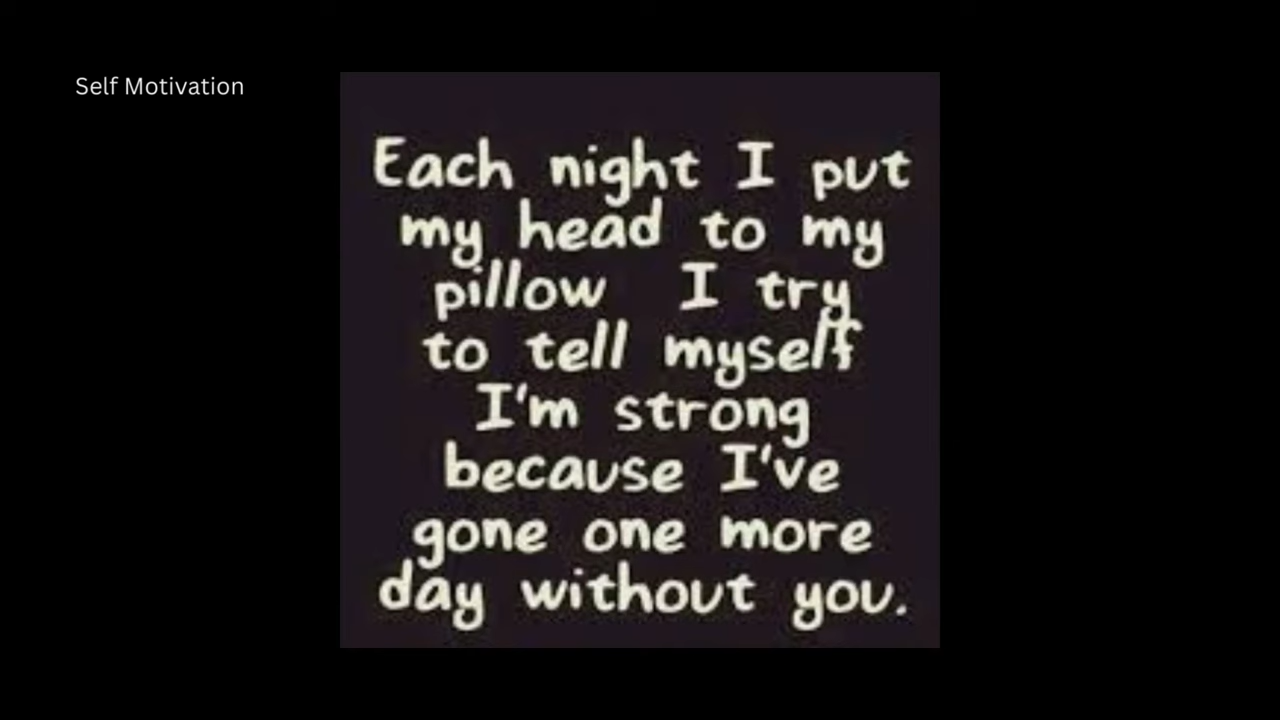 Self Motivation
Each night I put
my head to my
pillow I try
to tell myself
I'm strong
because I've
gone one more
day without you.